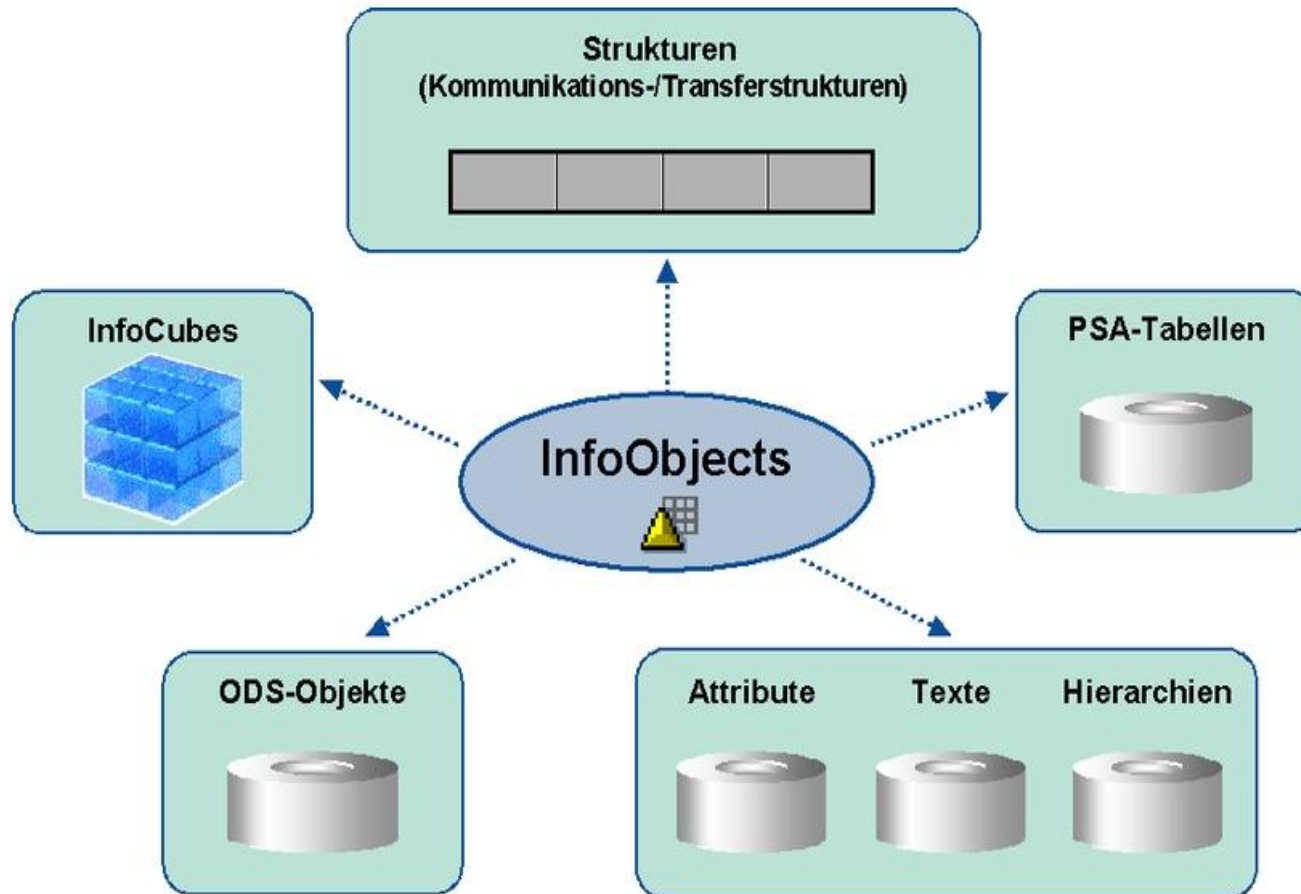 Strukturen
(Kommunikations-/Transferstrukturen)
InfoCubes
PSA-Tabellen
InfoObjects
ODS-Objekte
Attribute
Texte
Hierarchien